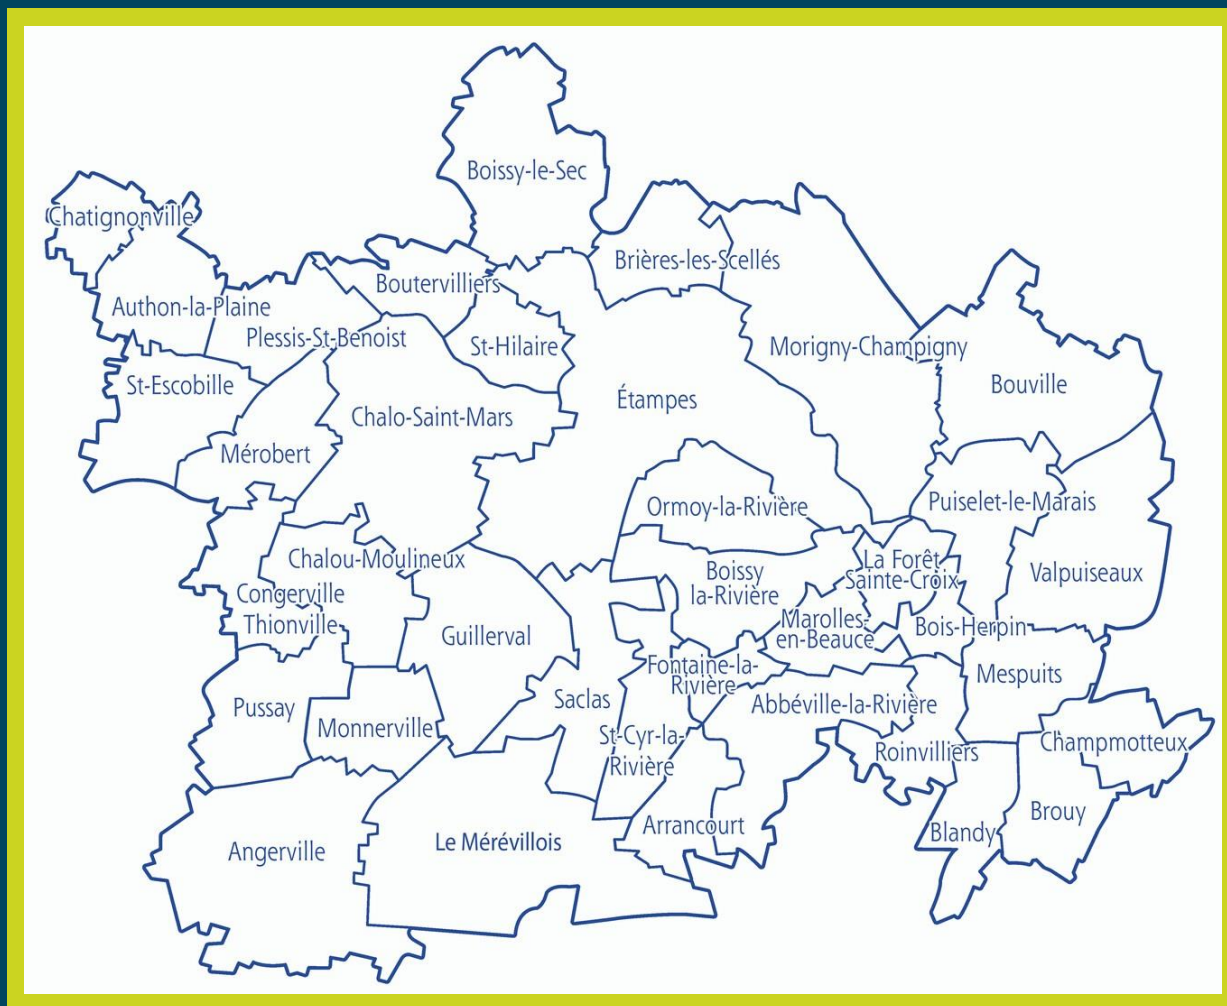 Boissy-le-Sec
Chatignonville
Brières-les-Scellés
Boutervilliers
Authon-la-Plaine
Plessis-St-Benoist
St-Hilaire
Morigny-Champigny
St-Escobille
Bouville
Étampes
Chalo-Saint-Mars
Mérobert
Puiselet-le-Marais
Ormoy-la-Rivière
Chalou-Moulineux
La Forêt
Sainte-Croix
Boissy
la-Rivière
Valpuiseaux
Congerville
Thionville
Marolles-
en-Beauce
Bois-Herpin
Guillerval
Fontaine-la-
Rivière
Mespuits
Saclas
Abbéville-la-Rivière
Pussay
Monnerville
St-Cyr-la-
Rivière
Champmotteux
Roinvilliers
Brouy
Arrancourt
Blandy
Le Mérévillois
Angerville